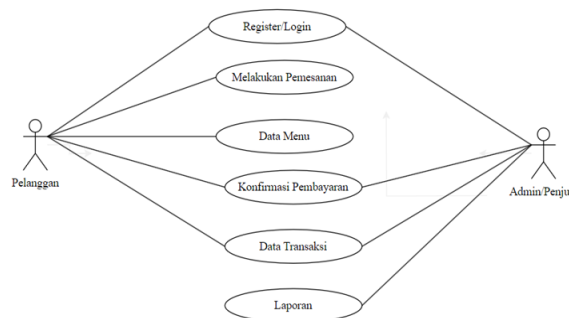 Register/Login
Melakukan Pemesanan
Data Menu
Pelanggan
Konfirmasi Pembayaran
Admin/Penju
Data Transaksi
Laporan